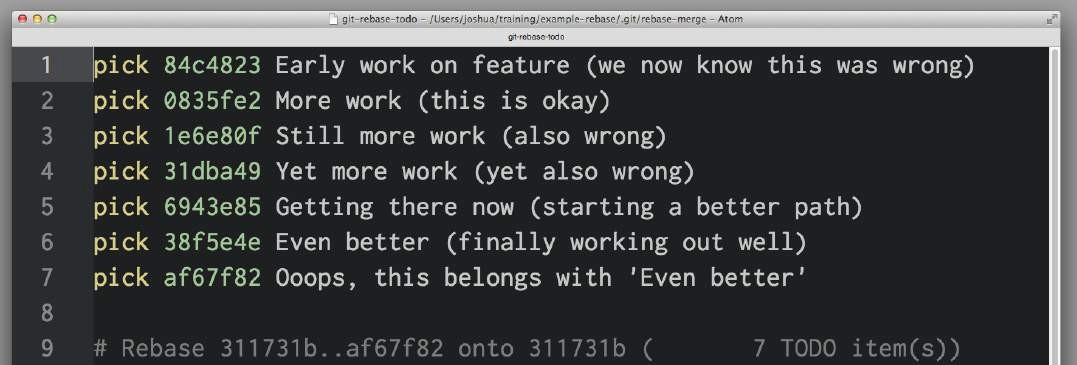 git-rebase-todo – /Users/joshua/training/example-rebase/.git/rebase-merge – Atom
git-rebase-todo
1 pick 84c4823 Early work on feature (we now know this was wrong)
2 pick 0835fe2 More work (this is okay)
3 pick 1e6e80f Still more work (also wrong)
4 pick 31dba49 Yet more work (yet also wrong)
5 pick 6943e85 Getting there now (starting a better path)
6 pick 38f5e4e Even better (finally working out well)
7 pick af67f82 Ooops, this belongs with 'Even better'
8
9 # Rebase 311731b..af67f82 onto 311731b (       7 TODO item(s))